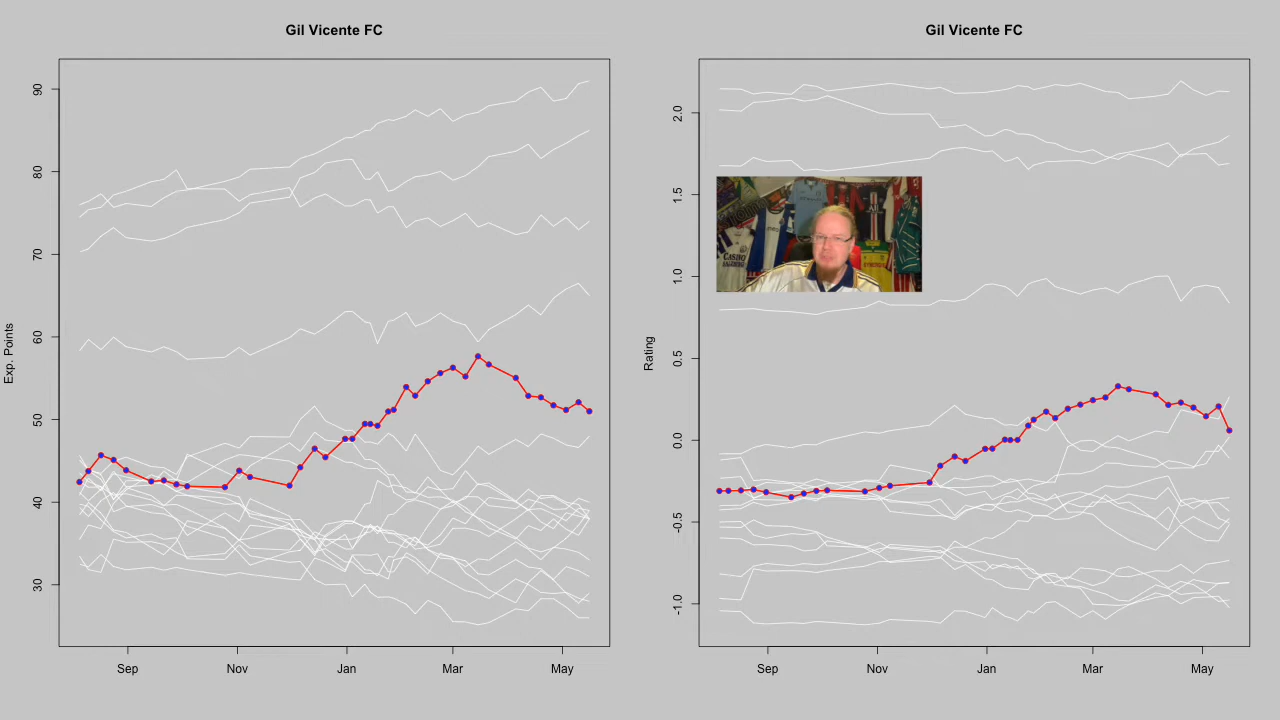 Gil Vicente FC
Exp. Points
90
80
70
60
50
40
30
Sep
Nov
Jan
Mar
May
Gil Vicente FC
Rating
2.0
1.5
1.0
0.5
0.0
-0.5
-1.0
Sep
Nov
Jan
Mar
May
CASINO